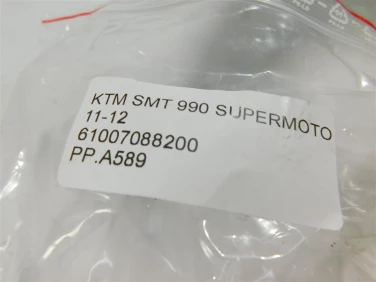 KTM SMT 990 SUPERMOTO
11-12
61007088200
PP.A589